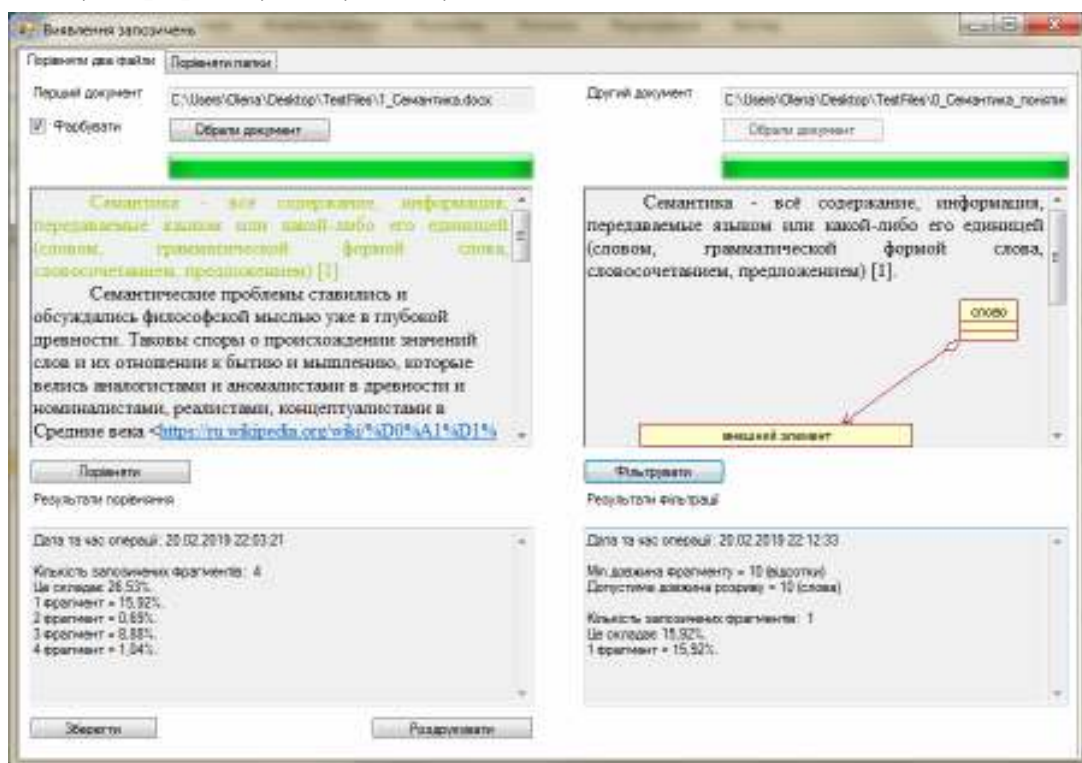 Виявлення запозичень
Порівняти два файли Порівняти папки
Перший документ C:\Users\Olena\Desktop\TestFiles\1_Семантика.docx
Другий документ C:\Users\Olena\Desktop\TestFiles\0_Семантика_поняття
Фарбувати Обрати документ
Обрати документ
Семантика - всё содержание, информация,
передаваемые языком или какой-либо его единицей
(словом, грамматической формой слова,
словосочетанием, предложением) [1]
Семантические проблемы ставились и
обсуждались философской мыслью уже в глубокой
древности. Таковы споры о происхождении значений
слов и их отношении к бытию и мышлению, которые
велись аналогистами и аномалистами в древности и
номиналистами, реалистами, концептуалистами в
Средние века <https://ru.wikipedia.org/wiki/%D0%A1%D1%
Семантика - всё содержание, информация,
передаваемые языком или какой-либо его единицей
(словом, грамматической формой слова,
словосочетанием, предложением) [1].
слово
внешний элемент
Порівняти
Фільтрувати
Результати порівняння
Результати фільтрації
Дата та час операції: 20.02.2019 22:03:21
Кількість запозичених фрагментів: 4
Це складає 26,53%.
1 фрагмент = 15,92%.
2 фрагмент = 0,69%.
3 фрагмент = 8,88%.
4 фрагмент = 1,04%.
Дата та час операції: 20.02.2019 22:12:33
Мін.довжина фрагменту = 10 (відсотки)
Допустима довжина розриву = 10 (слова)
Кількість запозичених фрагментів: 1
Це складає 15,92%.
1 фрагмент = 15,92%.
Зберегти
Роздрукувати